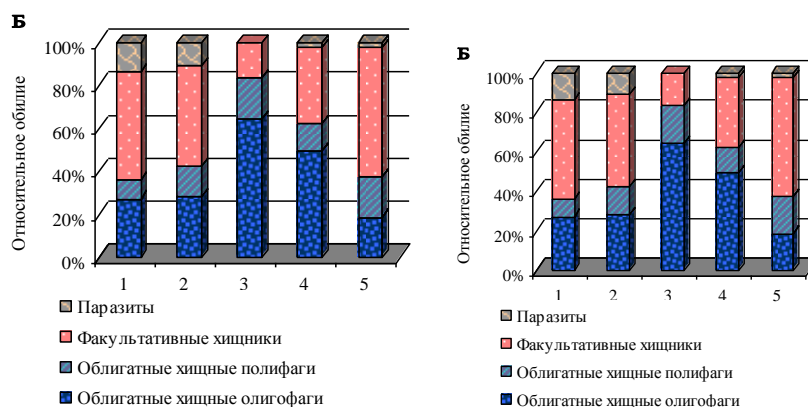 Б
Относительное обилие
100%
80%
60%
40%
20%
0%
1 2 3 4 5
Паразиты
Факультативные хищники
Облигатные хищные полифаги
Облигатные хищные олигофаги
Б
Относительное обилие
100%
80%
60%
40%
20%
0%
1 2 3 4 5
Паразиты
Факультативные хищники
Облигатные хищные полифаги
Облигатные хищные олигофаги